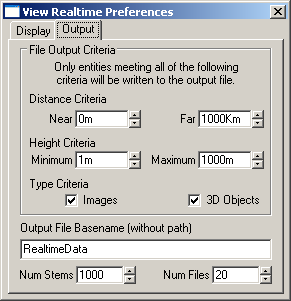 View Realtime Preferences
Display Output
File Output Criteria
Only entities meeting all of the following
criteria will be written to the output file.
Distance Criteria
Near 0m Far 1000Km
Height Criteria
Minimum 1m Maximum 1000m
Type Criteria
Images 3D Objects
Output File Basename (without path)
RealtimeData
Num Stems 1000 Num Files 20